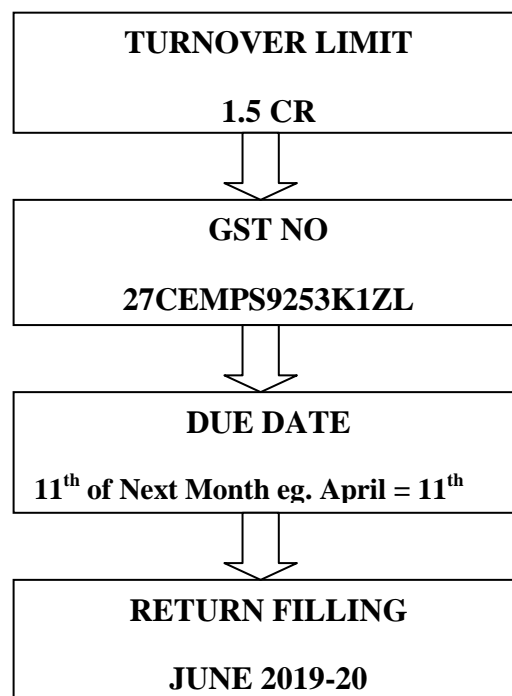 TURNOVER LIMIT
1.5 CR
GST NO
27CEMPS9253K1ZL
DUE DATE
11th of Next Month eg. April = 11th
RETURN FILLING
JUNE 2019-20